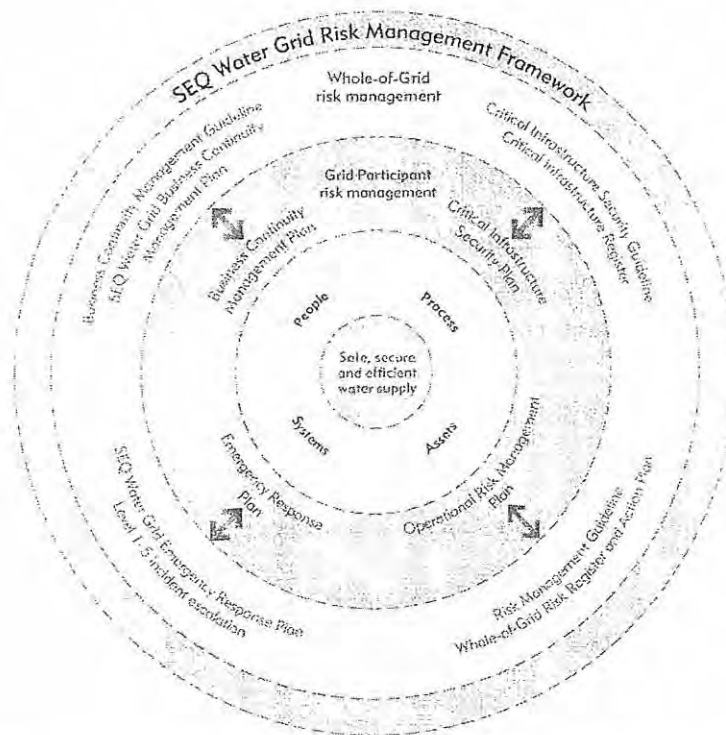 SEQ Water Grid Risk Management Framework
Whole-of-Grid
risk management
Business Continuity Management Guideline
SEQ Water Grid Business Continuity
Management Plan
Critical Infrastructure Security Guideline
Critical Infrastructure Register
Grid Participant
risk management
Business Continuity
Management Plan
Critical Infrastructure
Security Plan
People
Process
Safe, secure
and efficient
water supply
Systems
Assets
Emergency Response
Plan
Operational Risk Management
Plan
SEQ Water Grid Emergency Response Plan
Level 1-5 incident escalation
Risk Management Guideline
Whole-of-Grid Risk Register and Action Plan